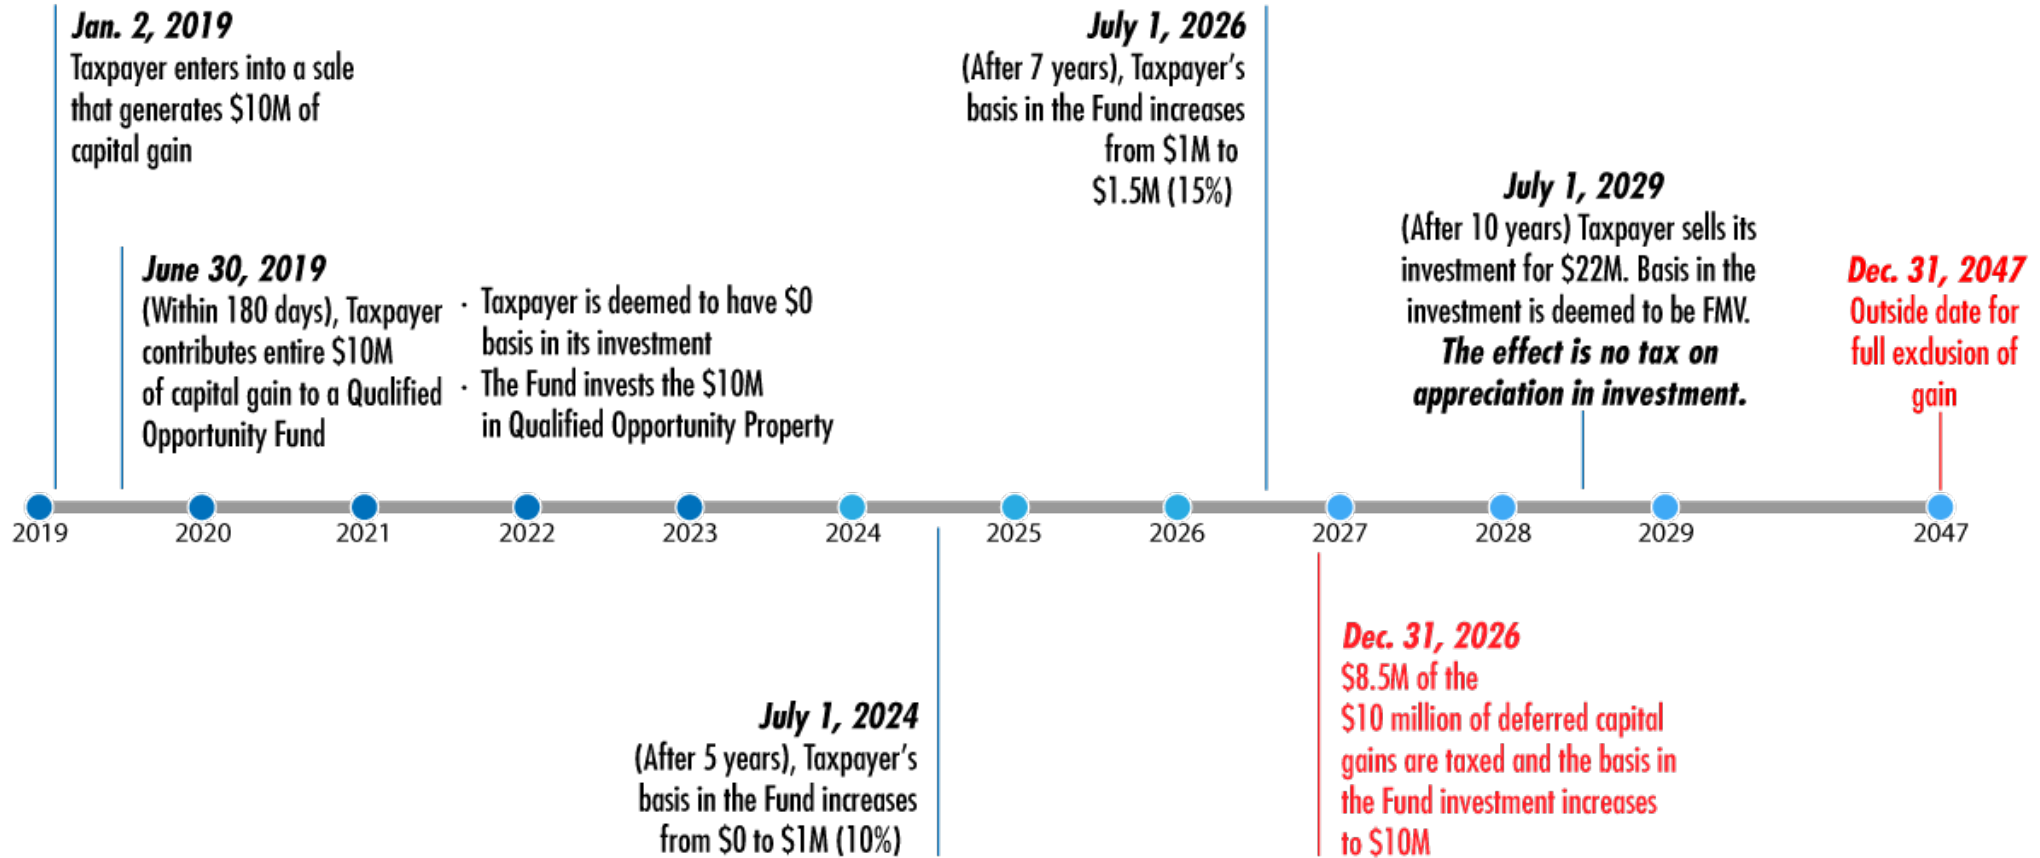 Jan. 2, 2019
Taxpayer enters into a sale
that generates $10M of
capital gain
June 30, 2019
(Within 180 days), Taxpayer
contributes entire $10M
of capital gain to a Qualified
Opportunity Fund
· Taxpayer is deemed to have $0
basis in its investment
· The Fund invests the $10M
in Qualified Opportunity Property
July 1, 2026
(After 7 years), Taxpayer’s
basis in the Fund increases
from $1M to
$1.5M (15%)
July 1, 2029
(After 10 years) Taxpayer sells its
investment for $22M. Basis in the
investment is deemed to be FMV.
The effect is no tax on
appreciation in investment.
Dec. 31, 2047
Outside date for
full exclusion of
gain
2019 2020 2021 2022 2023 2024 2025 2026 2027 2028 2029 2047
July 1, 2024
(After 5 years), Taxpayer’s
basis in the Fund increases
from $0 to $1M (10%)
Dec. 31, 2026
$8.5M of the
$10 million of deferred capital
gains are taxed and the basis in
the Fund investment increases
to $10M